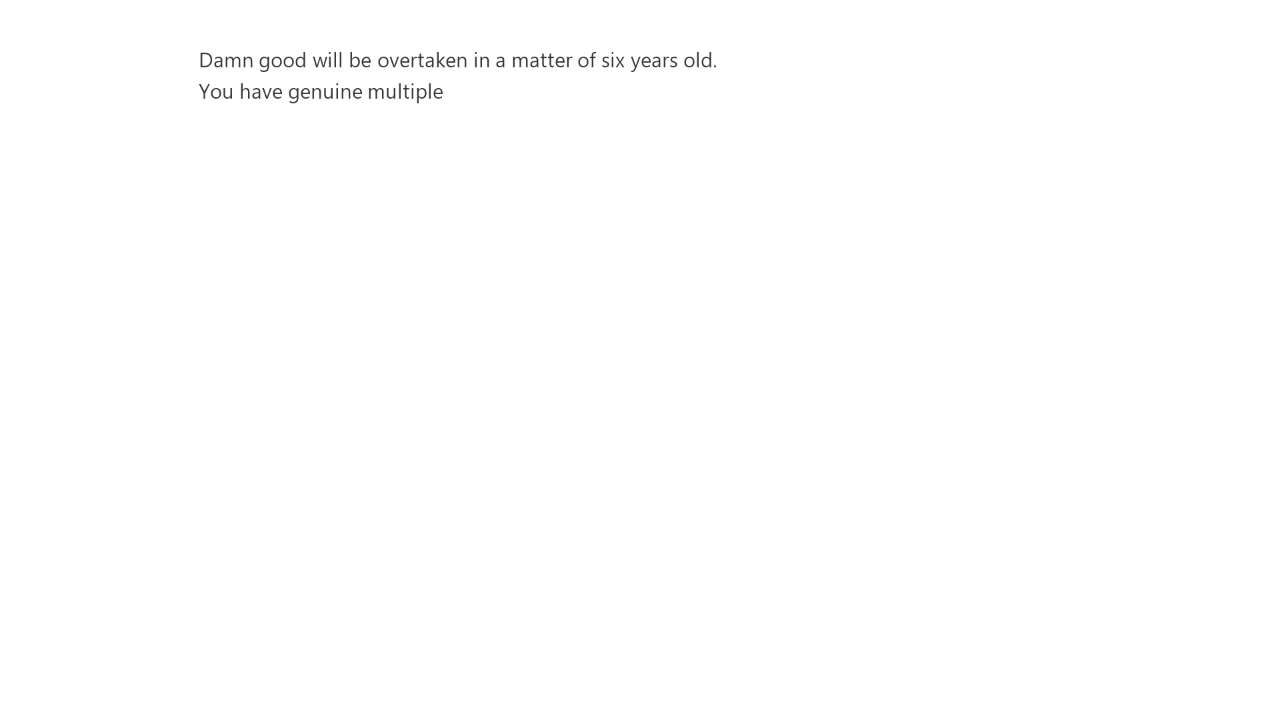 Damn good will be overtaken in a matter of six years old.
You have genuine multiple